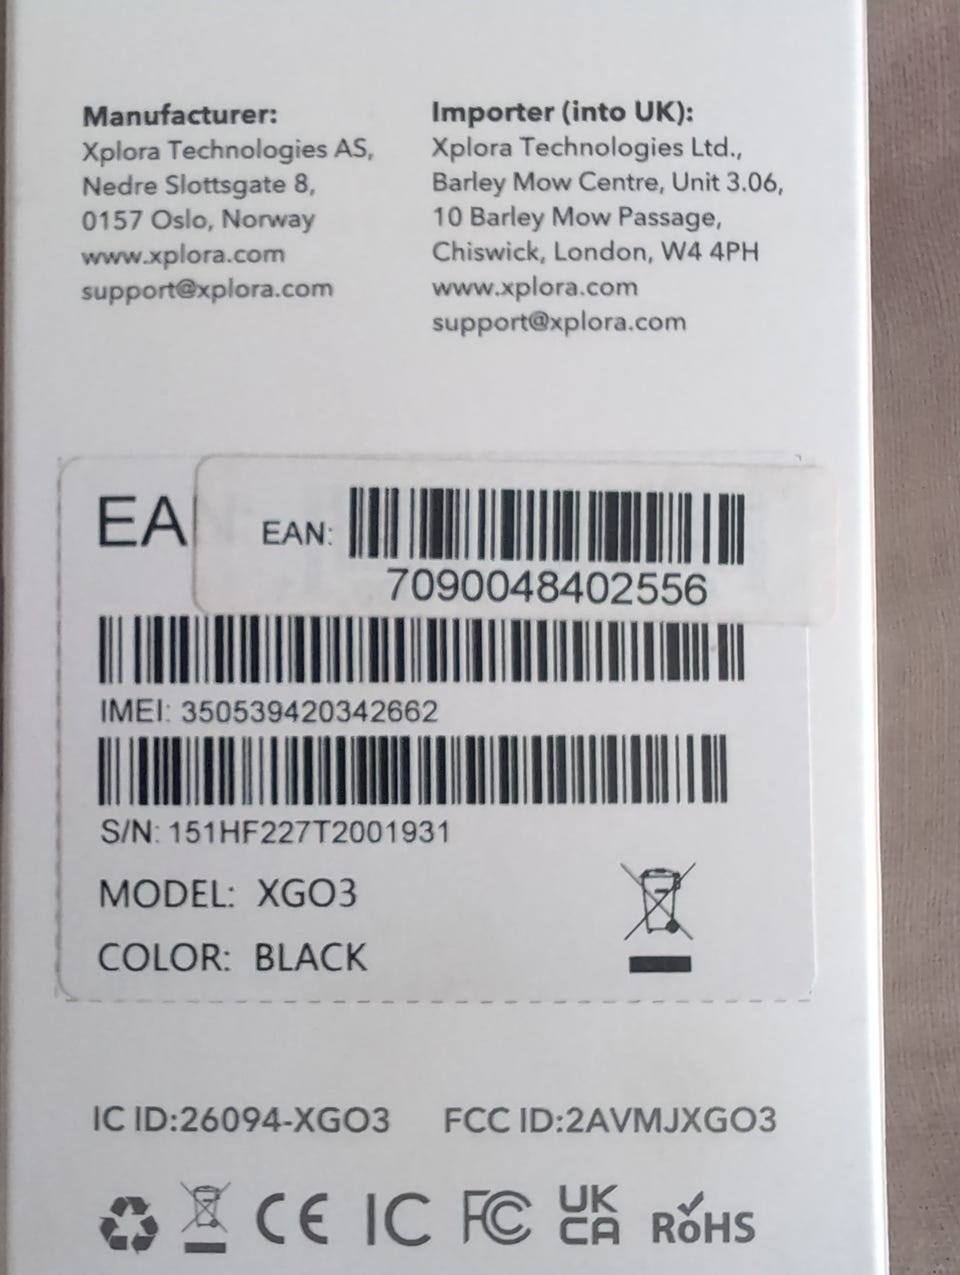 Manufacturer:
Xplora Technologies AS,
Nedre Slottsgate 8,
0157 Oslo, Norway
www.xplora.com
support@xplora.com
Importer (into UK):
Xplora Technologies Ltd.,
Barley Mow Centre, Unit 3.06,
10 Barley Mow Passage,
Chiswick, London, W4 4PH
www.xplora.com
support@xplora.com
EA
EAN:
7090048402556
IMEI: 350539420342662
S/N: 151HF227T2001931
MODEL: XGO3
COLOR: BLACK
IC ID:26094-XGO3 FCC ID:2AVMJXGO3
CE IC FC UK CA RoHS